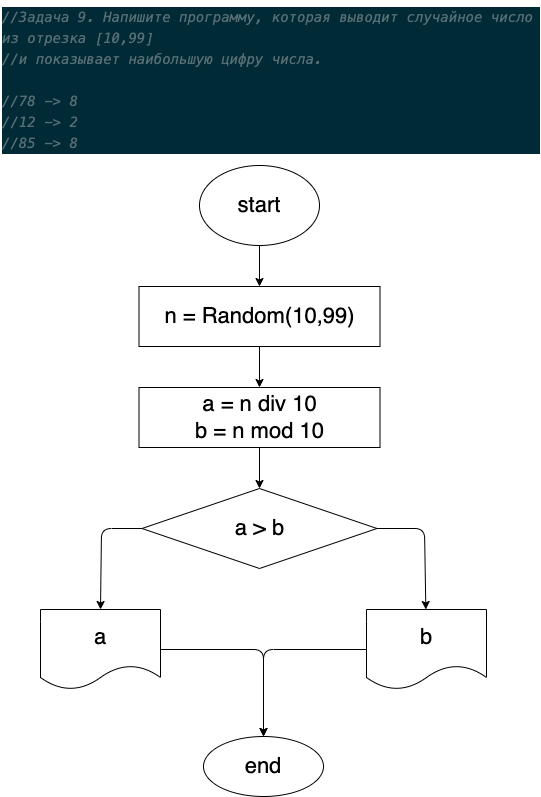 //Задача 9. Напишите программу, которая выводит случайное число
из отрезка [10,99]
//и показывает наибольшую цифру числа.
//78 -> 8
//12 -> 2
//85 -> 8
start
n = Random(10,99)
a = n div 10
b = n mod 10
a > b
a
b
end